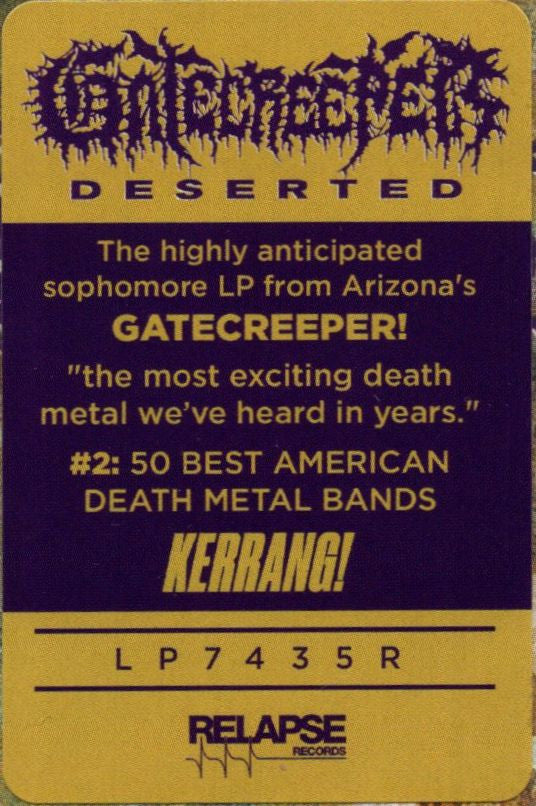 GATECREEPER
DESERTED
The highly anticipated
sophomore LP from Arizona's
GATECREEPER!
"the most exciting death
metal we've heard in years."
#2: 50 BEST AMERICAN
DEATH METAL BANDS
KERRANG!
LP7435R
RELAPSE
RECORDS